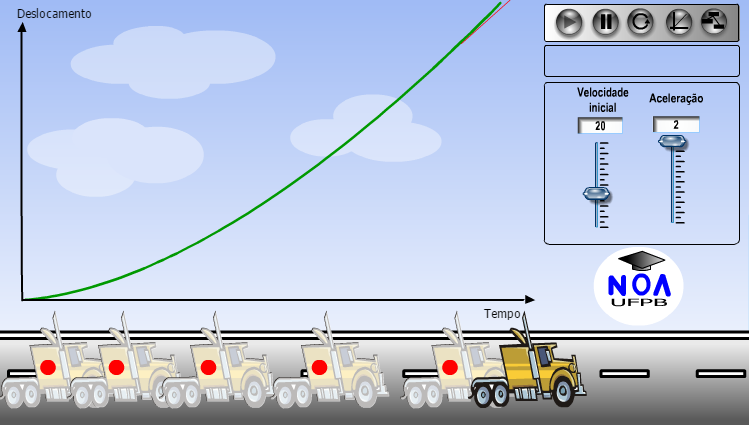 Deslocamento
Velocidade
inicial
Aceleração
20
2
NOA
UFPB
Tempo